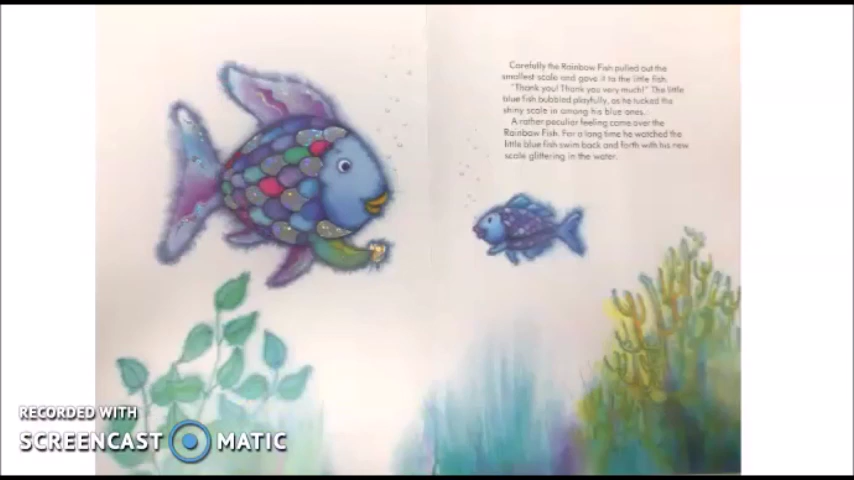 Carefully the Rainbow Fish pulled out the
smallest scale and gave it to the little fish.
"Thank you! Thank you very much!" The little
blue fish bubbled playfully, as he tucked the
shiny scale in among his blue ones.
A rather peculiar feeling came over the
Rainbow Fish. For a long time he watched the
little blue fish swim back and forth with his new
scale glittering in the water.
RECORDED WITH
SCREENCAST MATIC